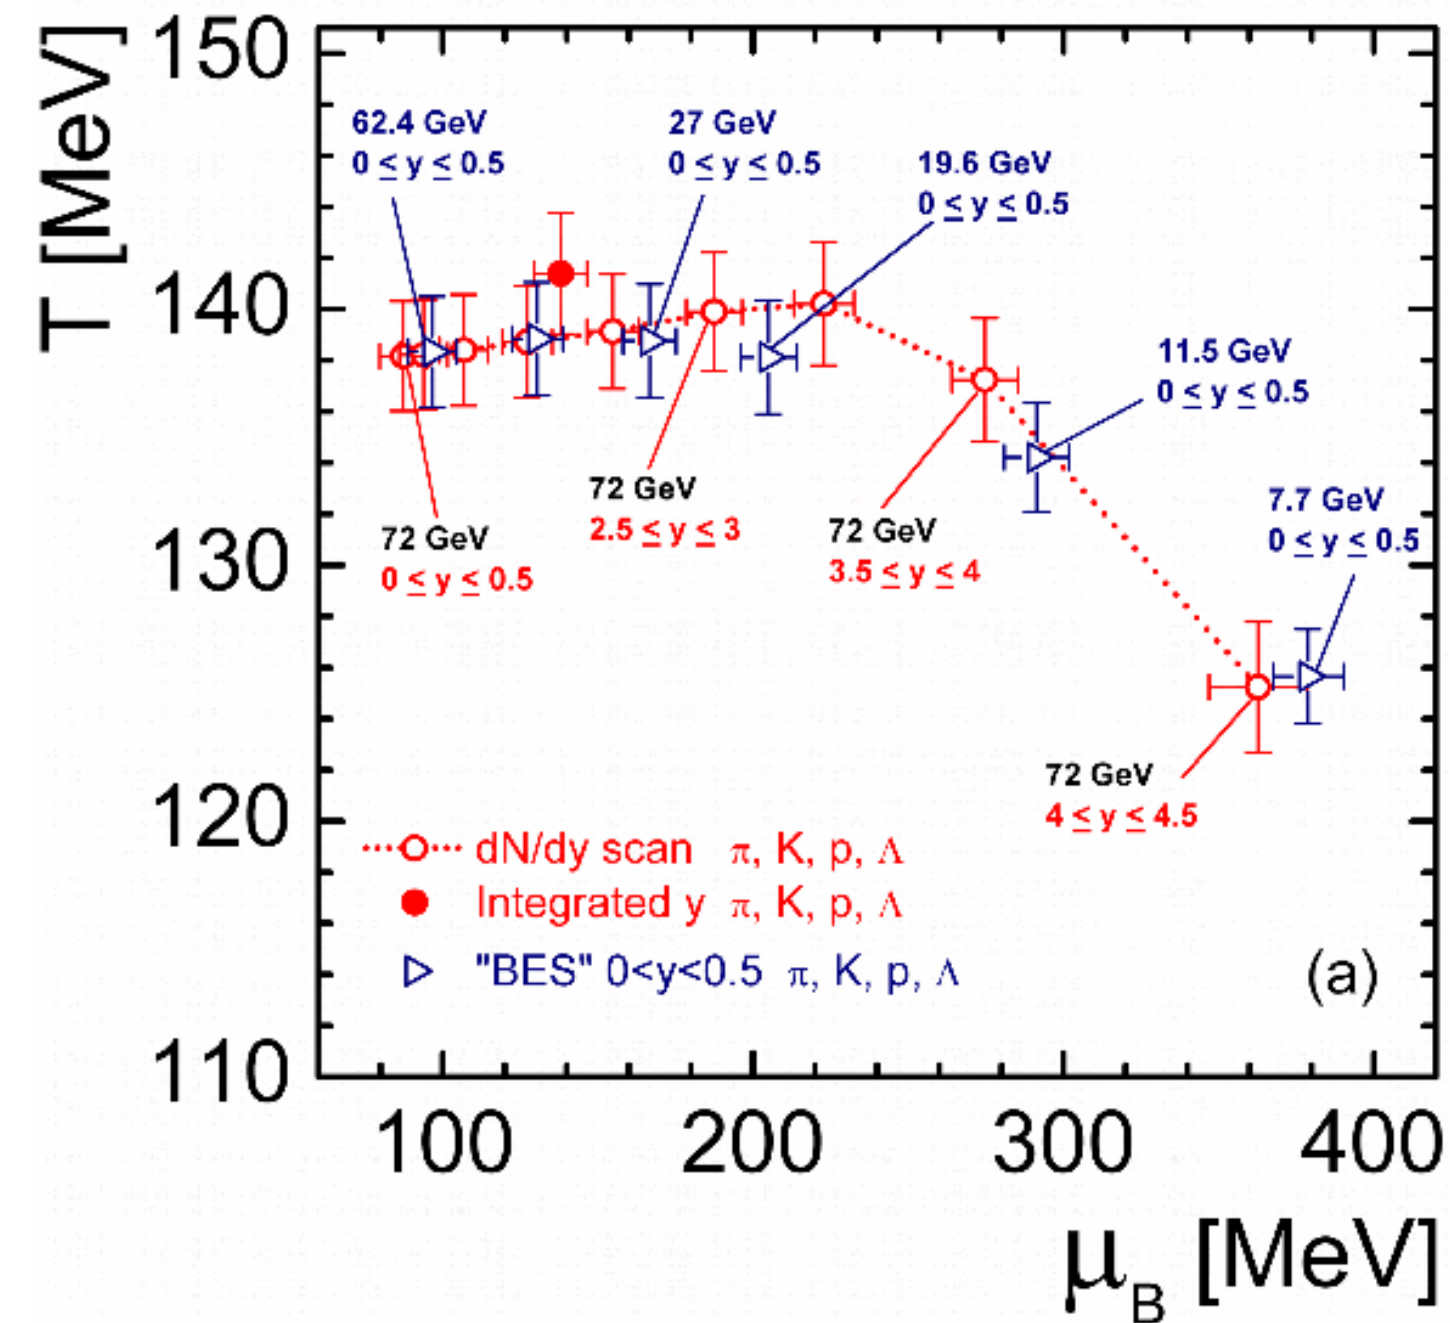 T [MeV]
150
140
130
120
110
62.4 GeV
0 ≤ y ≤ 0.5
27 GeV
0 ≤ y ≤ 0.5
19.6 GeV
0 ≤ y ≤ 0.5
11.5 GeV
0 ≤ y ≤ 0.5
7.7 GeV
0 ≤ y ≤ 0.5
72 GeV
0 ≤ y ≤ 0.5
72 GeV
2.5 ≤ y ≤ 3
72 GeV
3.5 ≤ y ≤ 4
72 GeV
4 ≤ y ≤ 4.5
dN/dy scan π, K, p, Λ
Integrated y π, K, p, Λ
"BES" 0<y<0.5 π, K, p, Λ
(a)
100 200 300 400
μB [MeV]